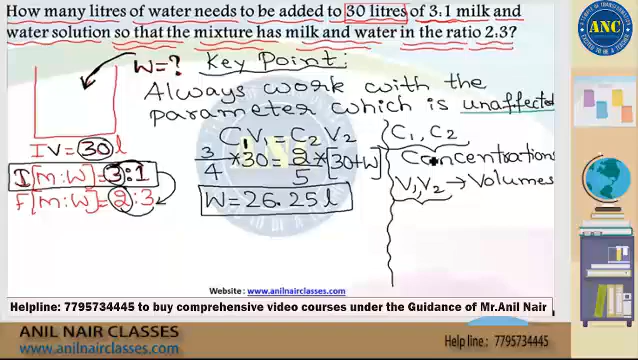 How many litres of water needs to be added to 30 litres of 3.1 milk and
water solution so that the mixture has milk and water in the ratio 2.3?
ANC
W=? Key Point:
Always work with the
parameter which is unaffected
IV = 30 l
I[M:W] = 3:1
F[M:W] = 2:3
C1V1 = C2V2
3/4 * 30 = 2/5 * [30+W]
W = 26.25 l
C1, C2
Concentrations
V1, V2 → Volumes
Website : www.anilnairclasses.com
Helpline: 7795734445 to buy comprehensive video courses under the Guidance of Mr.Anil Nair
ANIL NAIR CLASSES
www.anilnairclasses.com
Help line : 7795734445